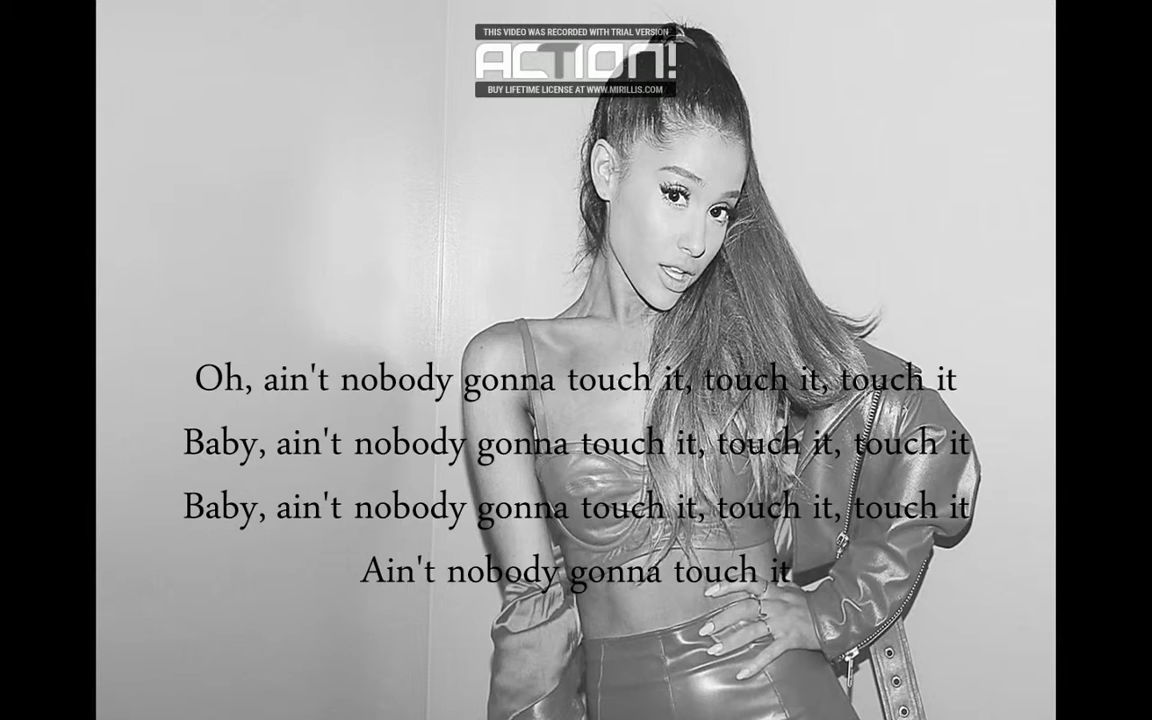 THIS VIDEO WAS RECORDED WITH TRIAL VERSION
ACTION!
BUY LIFETIME LICENSE AT WWW.MIRILLIS.COM
Oh, ain't nobody gonna touch it, touch it, touch it
Baby, ain't nobody gonna touch it, touch it, touch it
Baby, ain't nobody gonna touch it, touch it, touch it
Ain't nobody gonna touch it